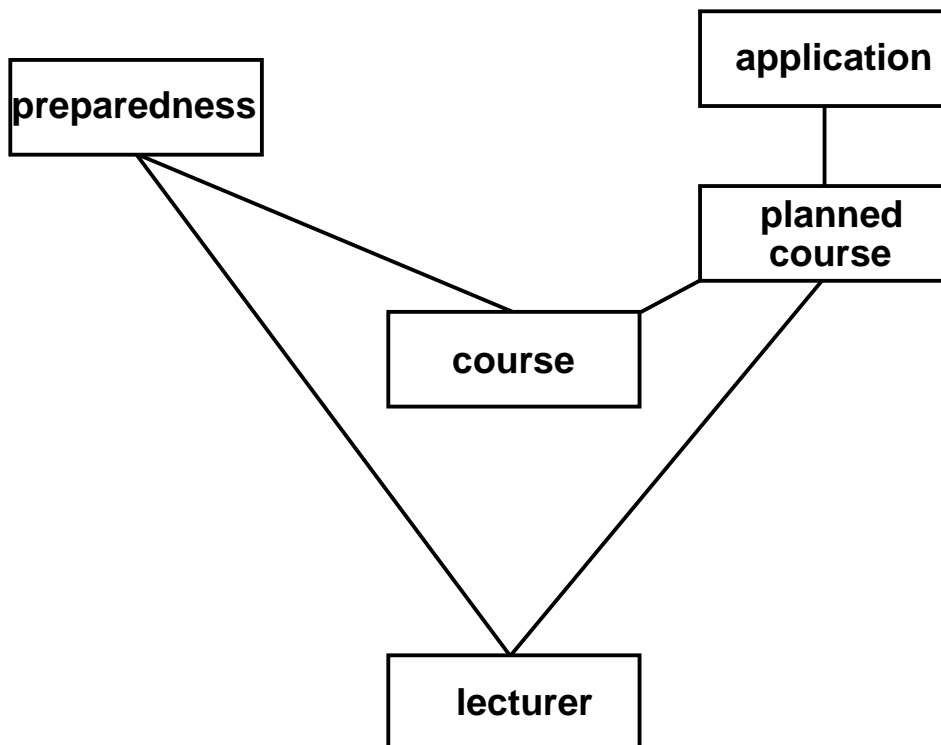 application
preparedness
planned
course
course
lecturer